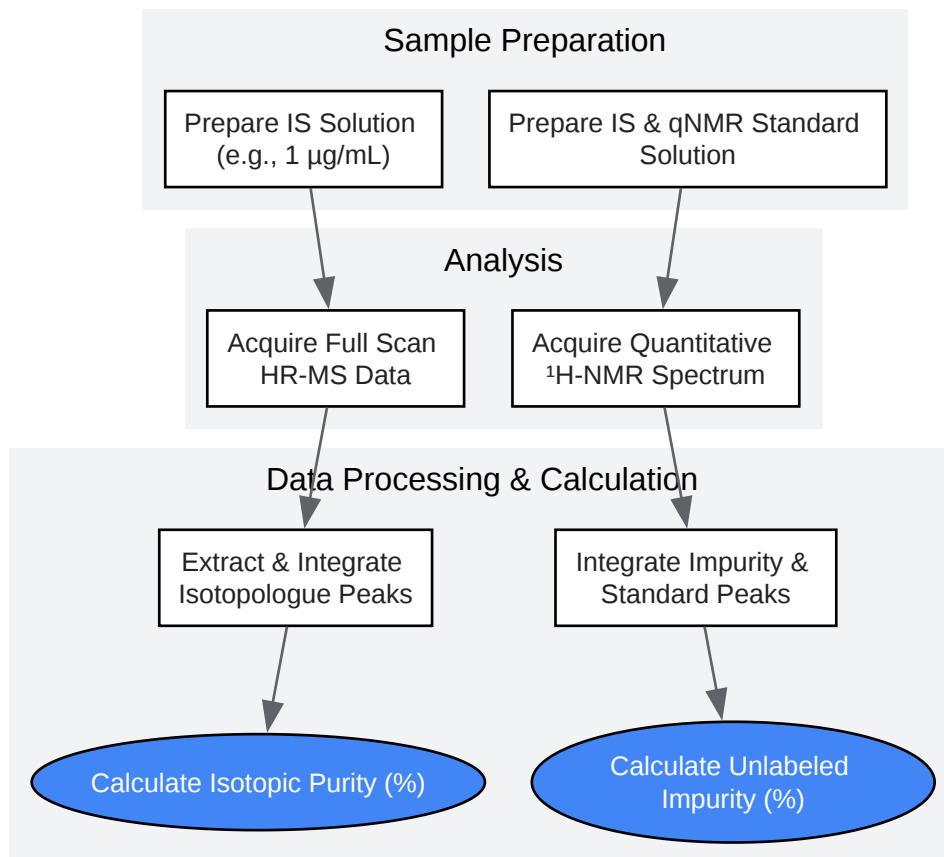 Sample Preparation
Prepare IS Solution
(e.g., 1 µg/mL)
Prepare IS & qNMR Standard
Solution
Analysis
Acquire Full Scan
HR-MS Data
Acquire Quantitative
¹H-NMR Spectrum
Data Processing & Calculation
Extract & Integrate
Isotopologue Peaks
Integrate Impurity &
Standard Peaks
Calculate Isotopic Purity (%)
Calculate Unlabeled
Impurity (%)